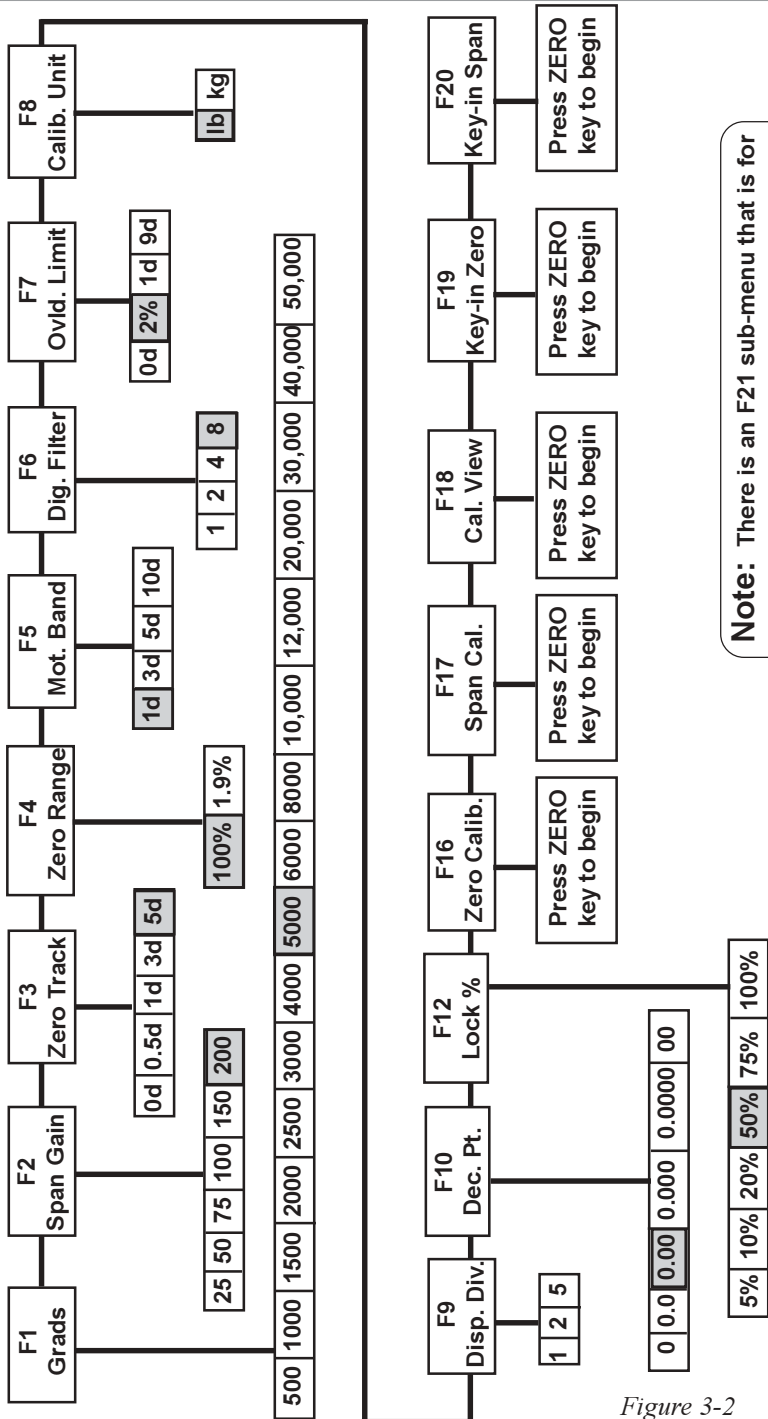 F1
Grads
F2
Span Gain
F3
Zero Track
F4
Zero Range
F5
Mot. Band
F6
Dig. Filter
F7
Ovld. Limit
F8
Calib. Unit
25 50 75 100 150 200
0d 0.5d 1d 3d 5d
100% 1.9%
1d 3d 5d 10d
1 2 4 8
0d 2% 1d 9d
lb kg
500 1000 1500 2000 2500 3000 4000 5000 6000 8000 10,000 12,000 20,000 30,000 40,000 50,000
F9
Disp. Div.
F10
Dec. Pt.
F12
Lock %
F16
Zero Calib.
F17
Span Cal.
F18
Cal. View
F19
Key-in Zero
F20
Key-in Span
1 2 5
0 0.0 0.00 0.000 0.0000 00
5% 10% 20% 50% 75% 100%
Press ZERO
key to begin
Press ZERO
key to begin
Press ZERO
key to begin
Press ZERO
key to begin
Press ZERO
key to begin
Note: There is an F21 sub-menu that is for
Figure 3-2